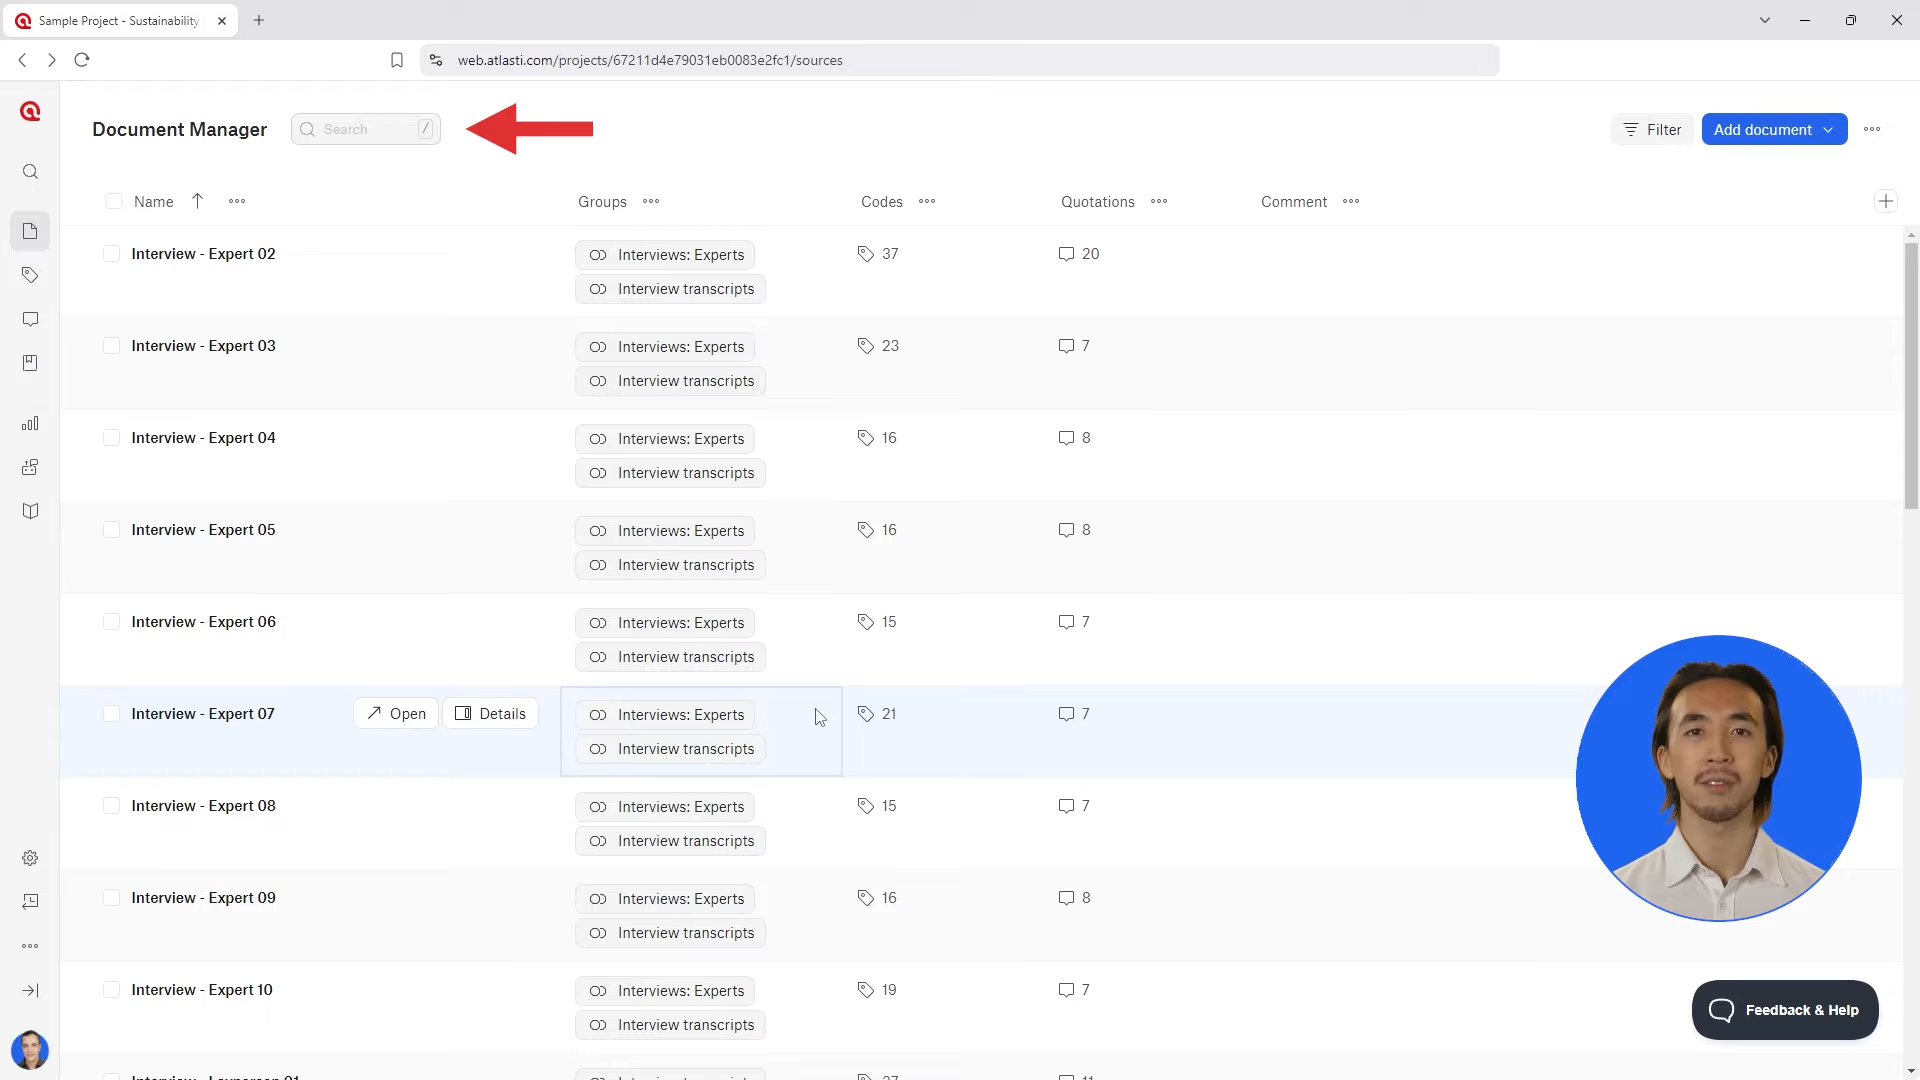 Sample Project - Sustainability
web.atlasti.com/projects/67211d4e79031eb0083e2fc1/sources
Document Manager
Search /
Filter
Add document
Name
Groups
Codes
Quotations
Comment
Interview - Expert 02
Interviews: Experts
37
20
Interview transcripts
Interview - Expert 03
Interviews: Experts
23
7
Interview transcripts
Interview - Expert 04
Interviews: Experts
16
8
Interview transcripts
Interview - Expert 05
Interviews: Experts
16
8
Interview transcripts
Interview - Expert 06
Interviews: Experts
15
7
Interview transcripts
Interview - Expert 07
Open
Details
Interviews: Experts
21
7
Interview transcripts
Interview - Expert 08
Interviews: Experts
15
7
Interview transcripts
Interview - Expert 09
Interviews: Experts
16
8
Interview transcripts
Interview - Expert 10
Interviews: Experts
19
7
Interview transcripts
Feedback & Help